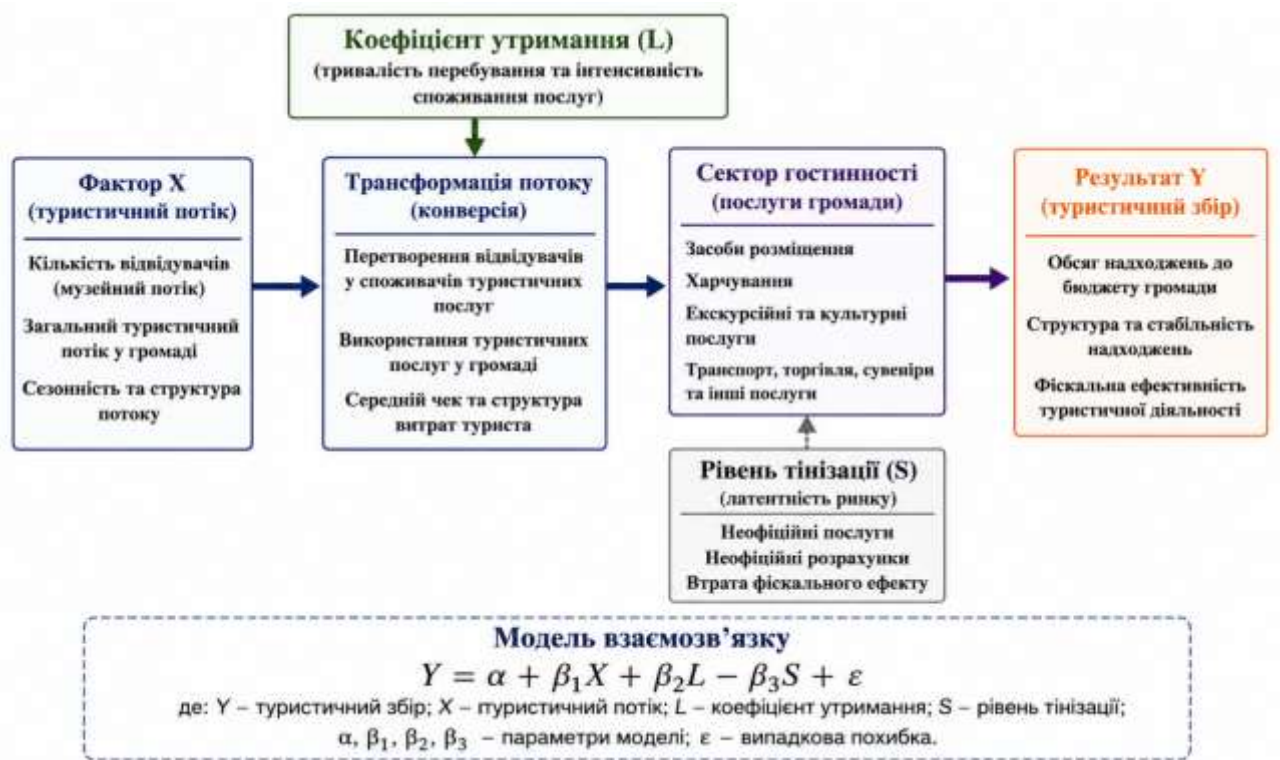 Коефіцієнт утримання (L)
(тривалість перебування та інтенсивність
споживання послуг)
Фактор X
(туристичний потік)
Кількість відвідувачів
(музейний потік)
Загальний туристичний
потік у громаді
Сезонність та структура
потоку
Трансформація потоку
(конверсія)
Перетворення відвідувачів
у споживачів туристичних
послуг
Використання туристичних
послуг у громаді
Середній чек та структура
витрат туриста
Сектор гостинності
(послуги громади)
Засоби розміщення
Харчування
Екскурсійні та культурні
послуги
Транспорт, торгівля, сувеніри
та інші послуги
Результат Y
(туристичний збір)
Обсяг надходжень до
бюджету громади
Структура та стабільність
надходжень
Фіскальна ефективність
туристичної діяльності
Рівень тінізації (S)
(латентність ринку)
Неофіційні послуги
Неофіційні розрахунки
Втрата фіскального ефекту
Модель взаємозв’язку
Y = α + β₁X + β₂L − β₃S + ε
де: Y – туристичний збір; X – птуристичний потік; L – коефіцієнт утримання; S – рівень тінізації;
α, β₁, β₂, β₃ – параметри моделі; ε – випадкова похибка.